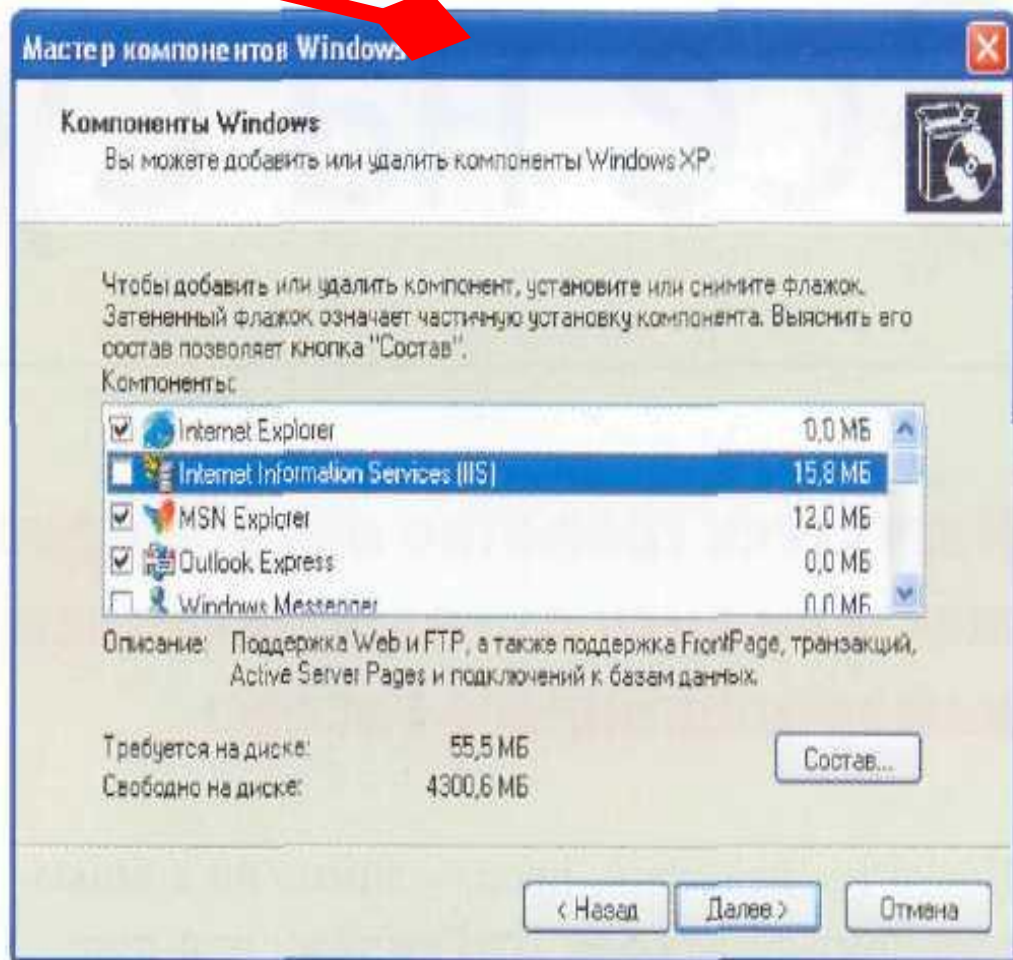 Мастер компонентов Windows
Компоненты Windows
Вы можете добавить или удалить компоненты Windows XP.
Чтобы добавить или удалить компонент, установите или снимите флажок.
Затененный флажок означает частичную установку компонента. Выяснить его
состав позволяет кнопка "Состав".
Компоненты:
Internet Explorer 0,0 МБ
Internet Information Services (IIS) 15,8 МБ
MSN Explorer 12,0 МБ
Outlook Express 0,0 МБ
Windows Messenger 0,0 МБ
Описание: Поддержка Web и FTP, а также поддержка FrontPage, транзакций,
Active Server Pages и подключений к базам данных.
Требуется на диске: 55,5 МБ
Свободно на диске: 4300,6 МБ
Состав...
< Назад Далее > Отмена